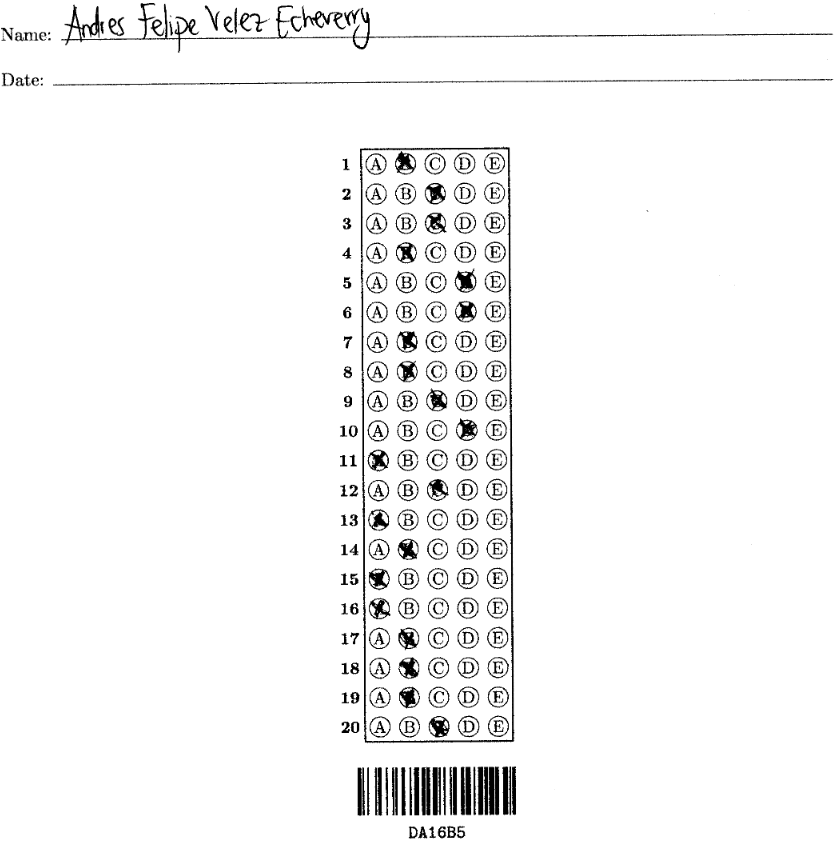 Name: Andres Felipe Velez Echeverry
Date:
1 A C D E
2 A B D E
3 A B D E
4 A C D E
5 A B C E
6 A B C E
7 A C D E
8 A C D E
9 A B D E
10 A B C E
11 B C D E
12 A B D E
13 B C D E
14 A C D E
15 B C D E
16 B C D E
17 A C D E
18 A C D E
19 A C D E
20 A B D E
DA16B5